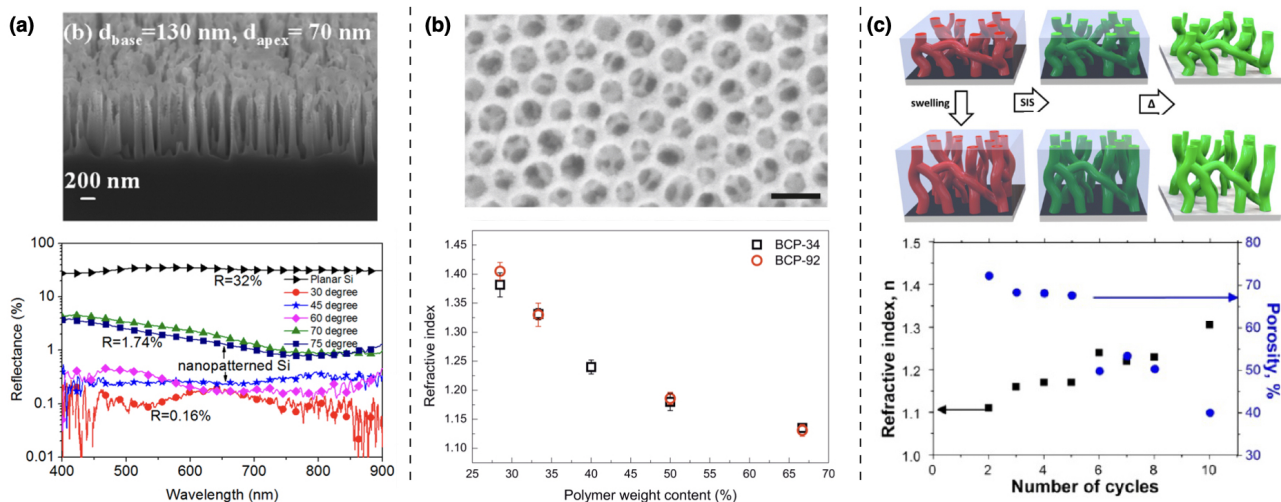 (a)
(b) dbase=130 nm, dapex= 70 nm
200 nm
100
10
1
0.1
0.01
Reflectance (%)
R=32%
R=1.74%
nanopatterned Si
R=0.16%
Planar Si
30 degree
45 degree
60 degree
70 degree
75 degree
400 500 600 700 800 900
Wavelength (nm)
(b)
1.45
1.40
1.35
1.30
1.25
1.20
1.15
1.10
Refractive index
BCP-34
BCP-92
25 30 35 40 45 50 55 60 65 70
Polymer weight content (%)
(c)
swelling
SIS
Δ
1.5
1.4
1.3
1.2
1.1
1.0
Refractive index, n
80
70
60
50
40
30
Porosity, %
0 2 4 6 8 10
Number of cycles